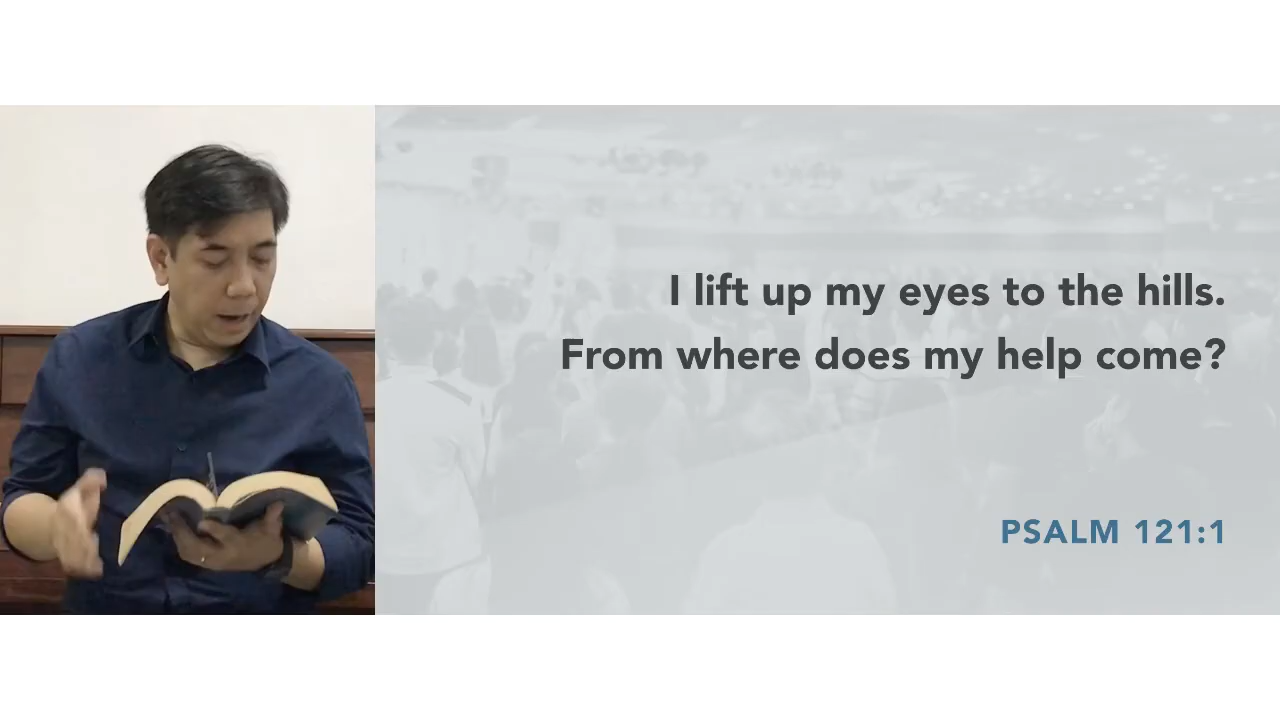 I lift up my eyes to the hills.
From where does my help come?
PSALM 121:1